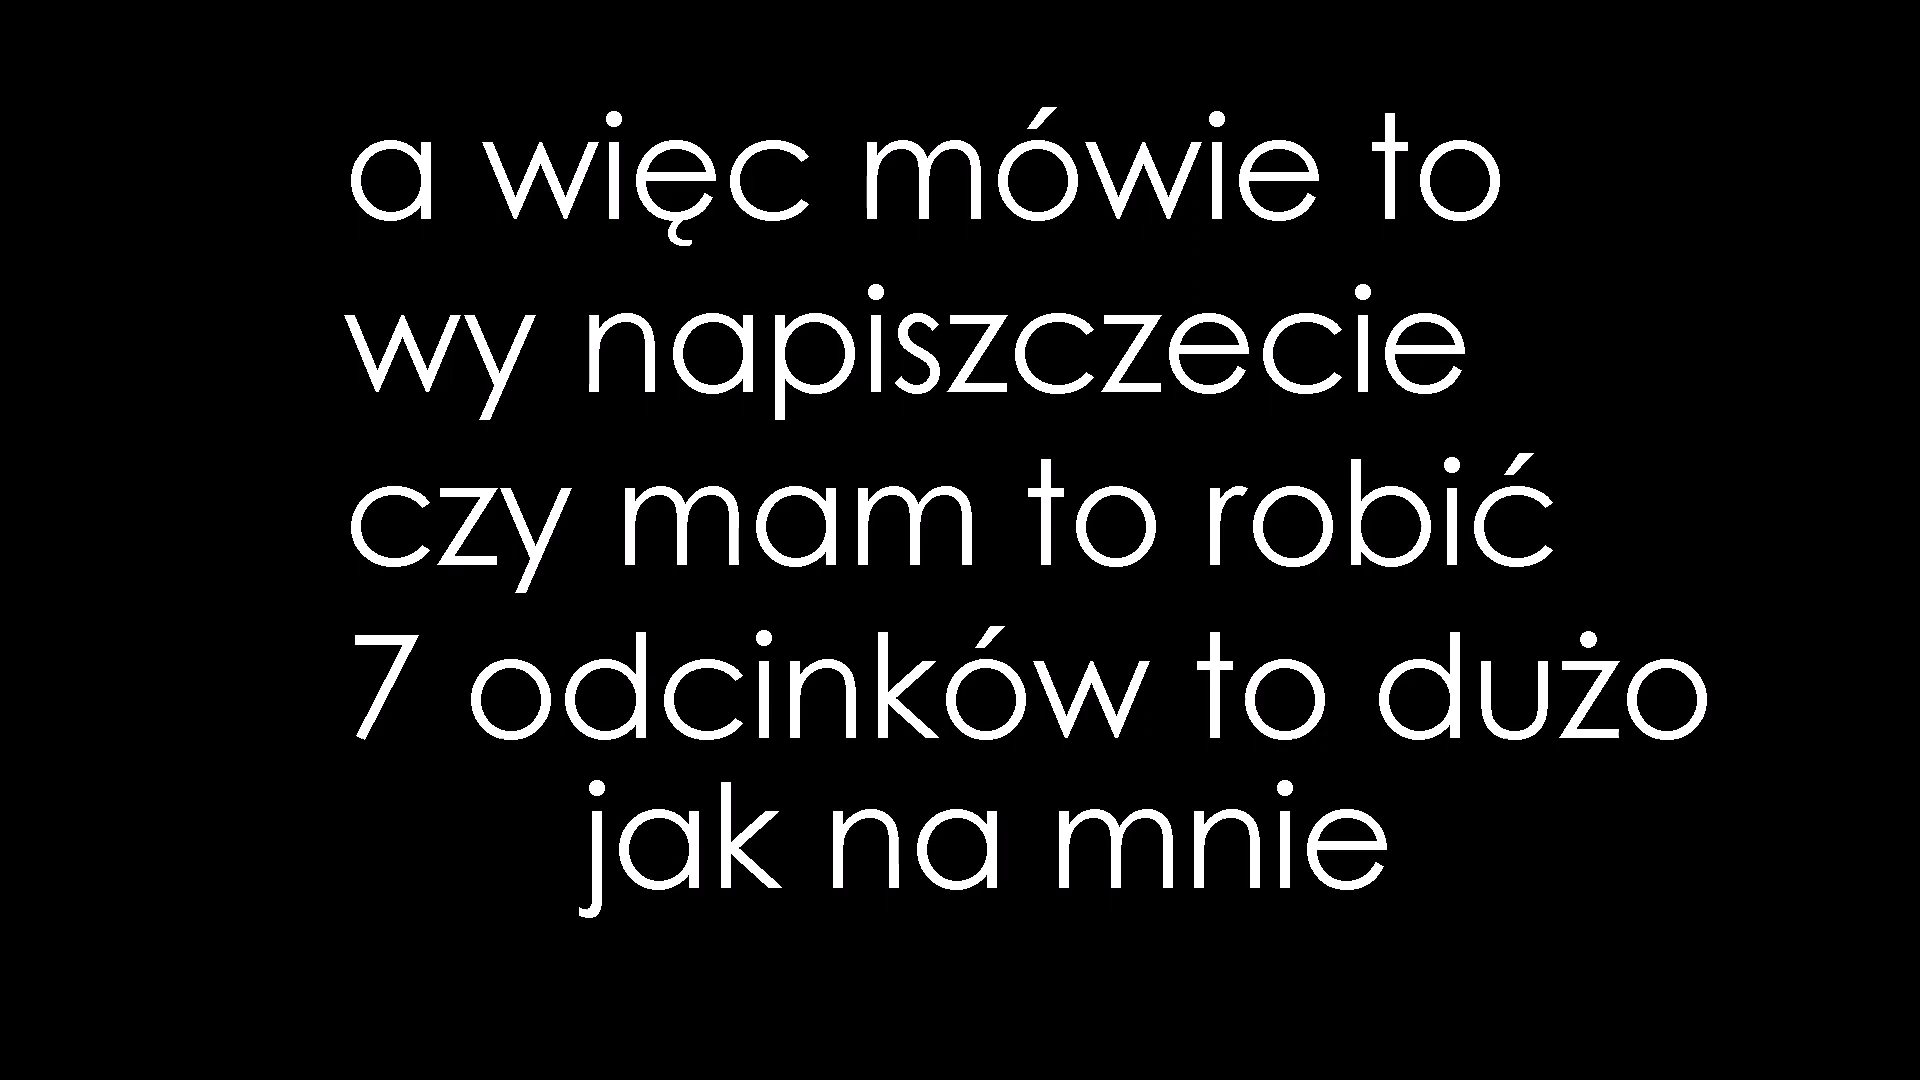 a więc mówie to
wy napiszczecie
czy mam to robić
7 odcinków to dużo
jak na mnie